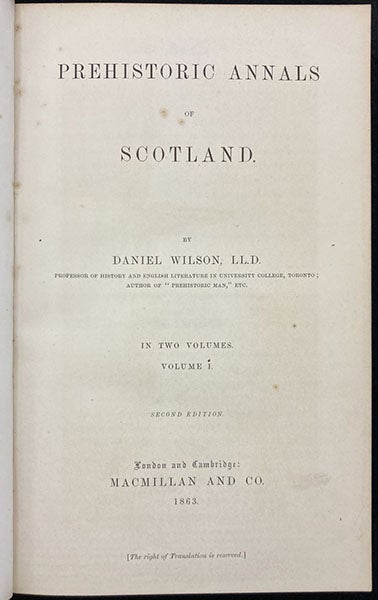 PREHISTORIC ANNALS
OF
SCOTLAND.
BY
DANIEL WILSON, LL.D.
PROFESSOR OF HISTORY AND ENGLISH LITERATURE IN UNIVERSITY COLLEGE, TORONTO;
AUTHOR OF "PREHISTORIC MAN," ETC.
IN TWO VOLUMES.
VOLUME I.
SECOND EDITION.
London and Cambridge:
MACMILLAN AND CO.
1863.
[The right of Translation is reserved.]